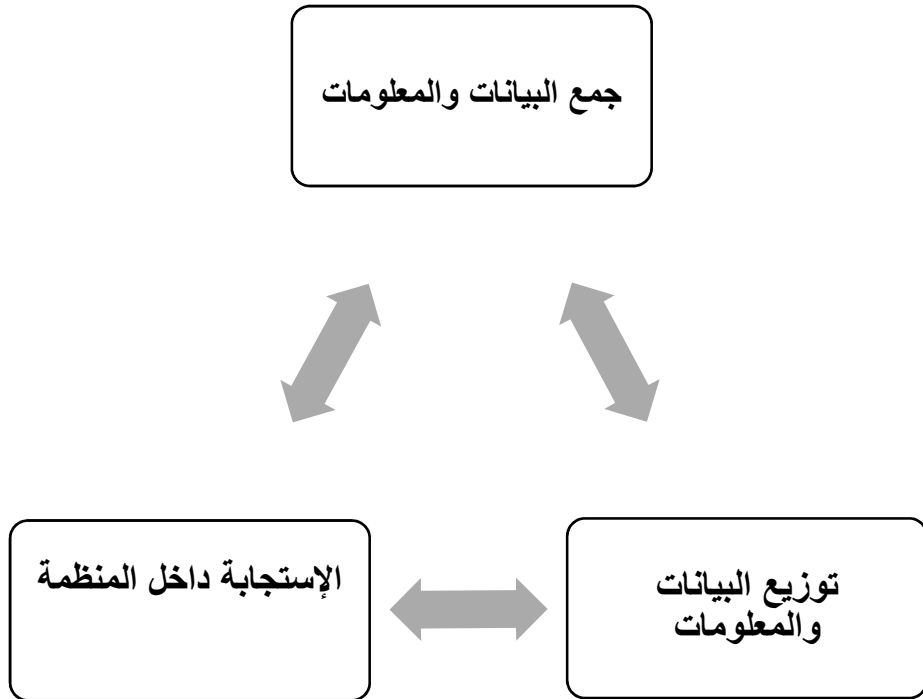 جمع البيانات والمعلومات
الإستجابة داخل المنظمة
توزيع البيانات
والمعلومات